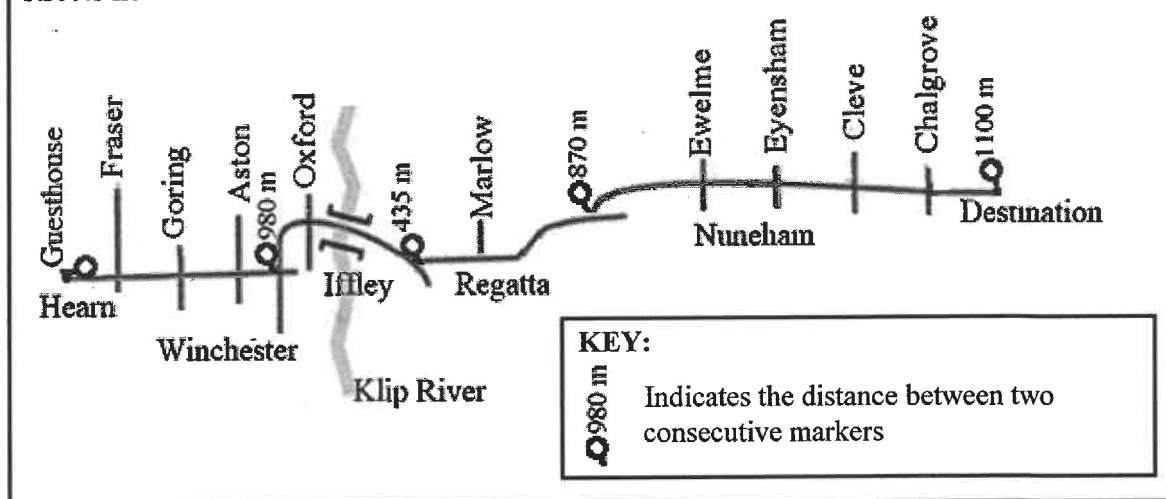 Guesthouse
Fraser
Goring
Aston
980 m
Oxford
435 m
Marlow
870 m
Ewelme
Eyensham
Cleve
Chalgrove
1100 m
Hearn
Winchester
Iffley
Klip River
Regatta
Nuneham
Destination
KEY:
980 m
Indicates the distance between two
consecutive markers